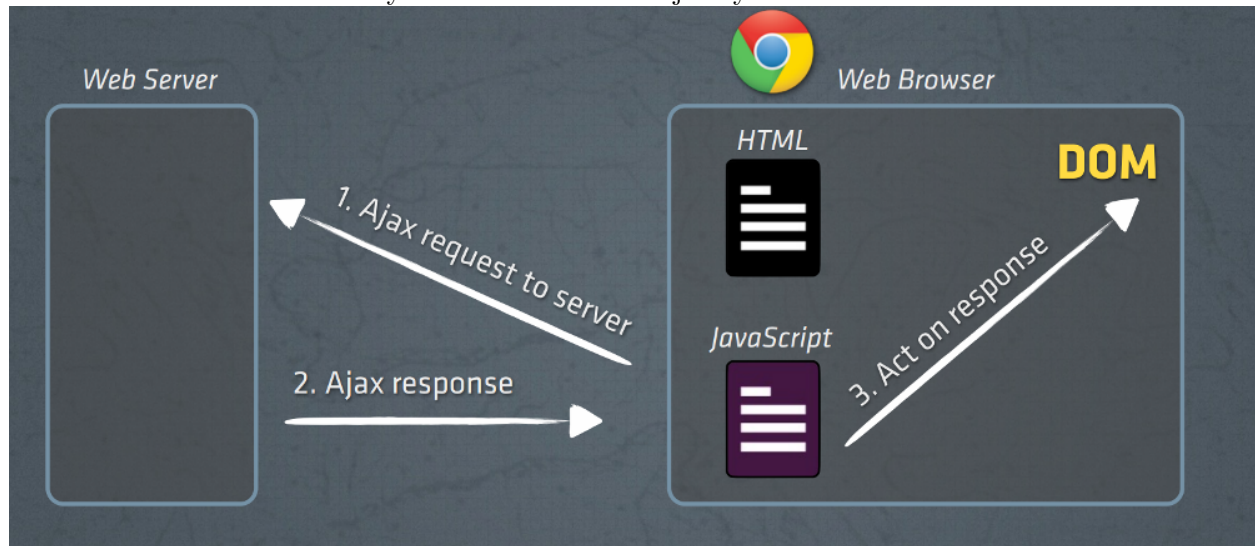 Web Server
Web Browser
HTML
DOM
1. Ajax request to server
JavaScript
2. Ajax response
3. Act on response